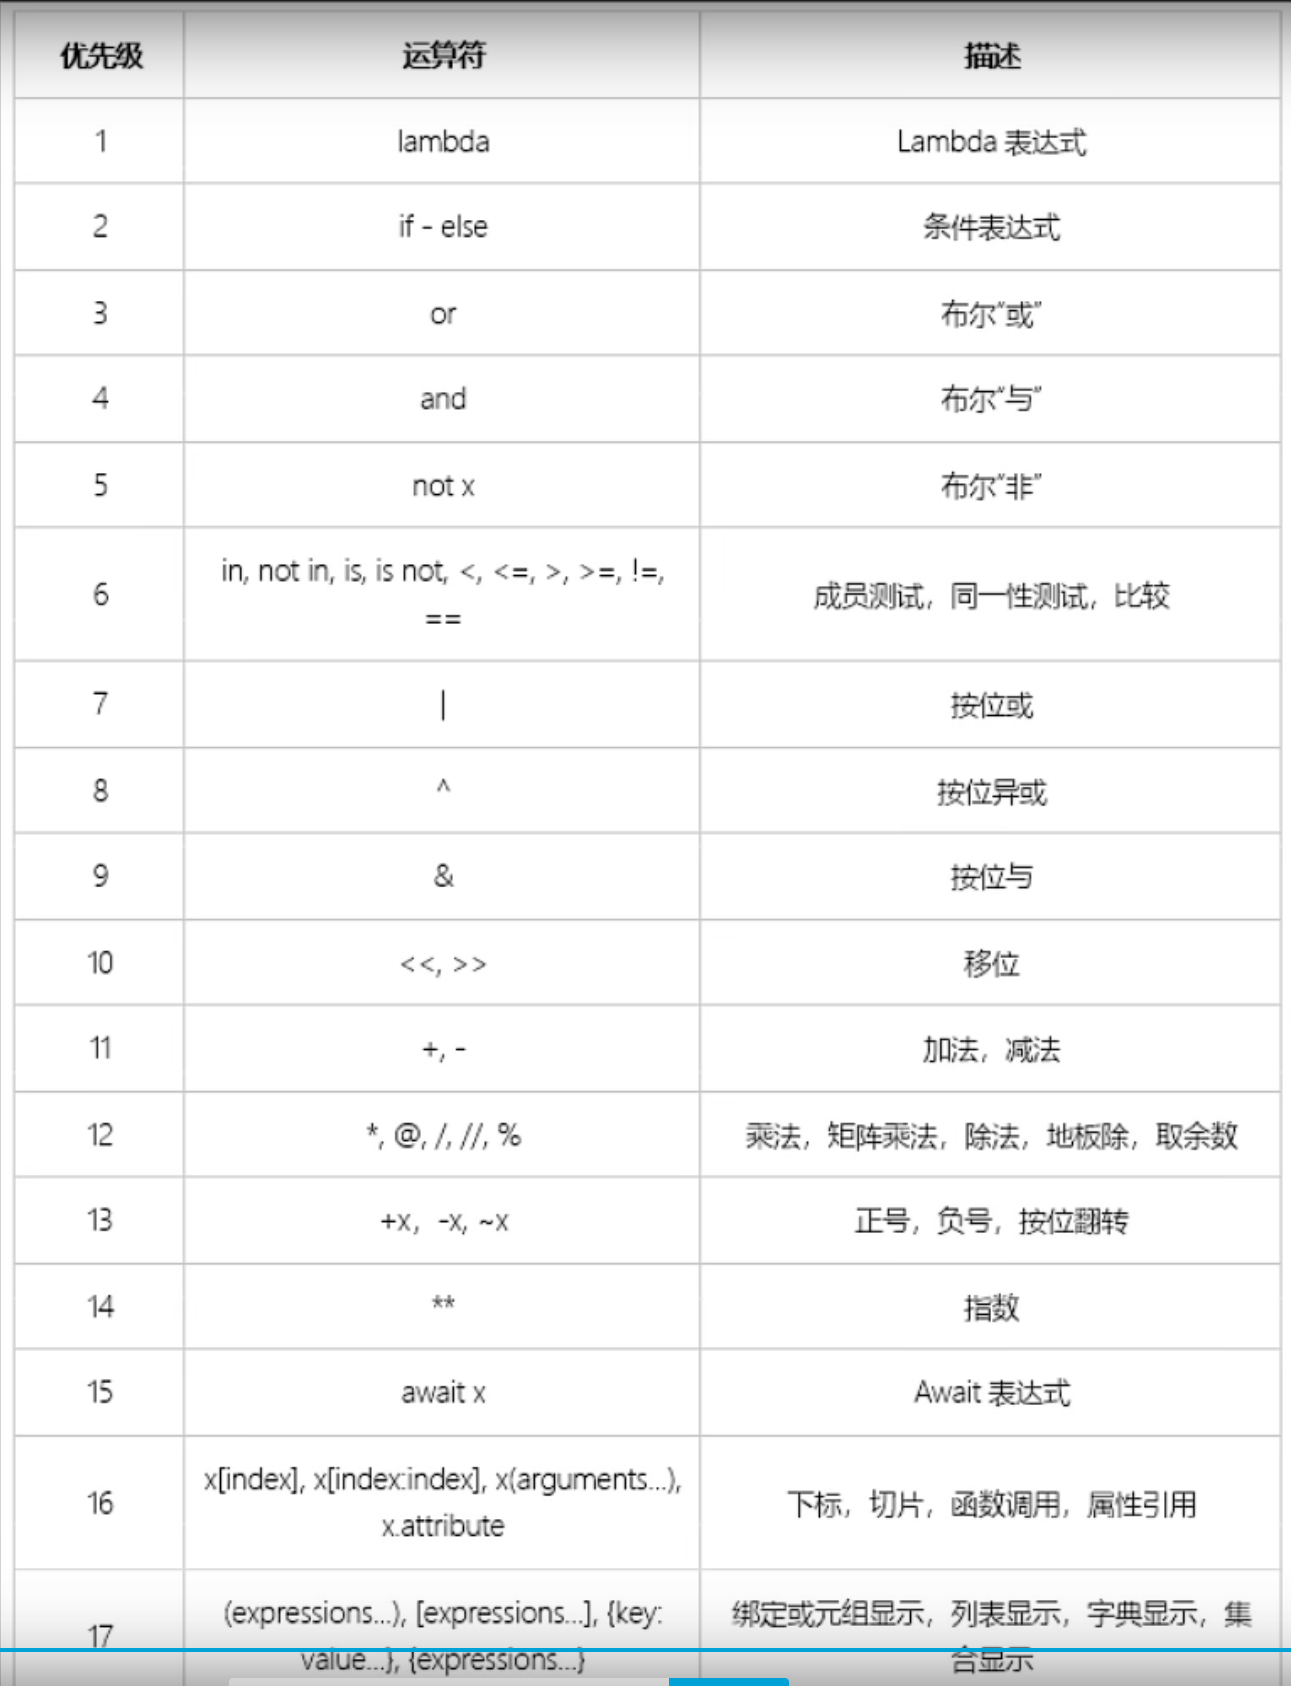 优先级 运算符 描述
1 lambda Lambda 表达式
2 if - else 条件表达式
3 or 布尔“或”
4 and 布尔“与”
5 not x 布尔“非”
6 in, not in, is, is not, <, <=, >, >=, !=, 成员测试，同一性测试，比较
==
7 | 按位或
8 ^ 按位异或
9 & 按位与
10 <<, >> 移位
11 +, - 加法，减法
12 *, @, /, //, % 乘法，矩阵乘法，除法，地板除，取余数
13 +x，-x, ~x 正号，负号，按位翻转
14 ** 指数
15 await x Await 表达式
16 x[index], x[index:index], x(arguments...), 下标，切片，函数调用，属性引用
x.attribute
17 (expressions...), [expressions...], {key: 绑定或元组显示，列表显示，字典显示，集
value...}, {expressions...} 合显示